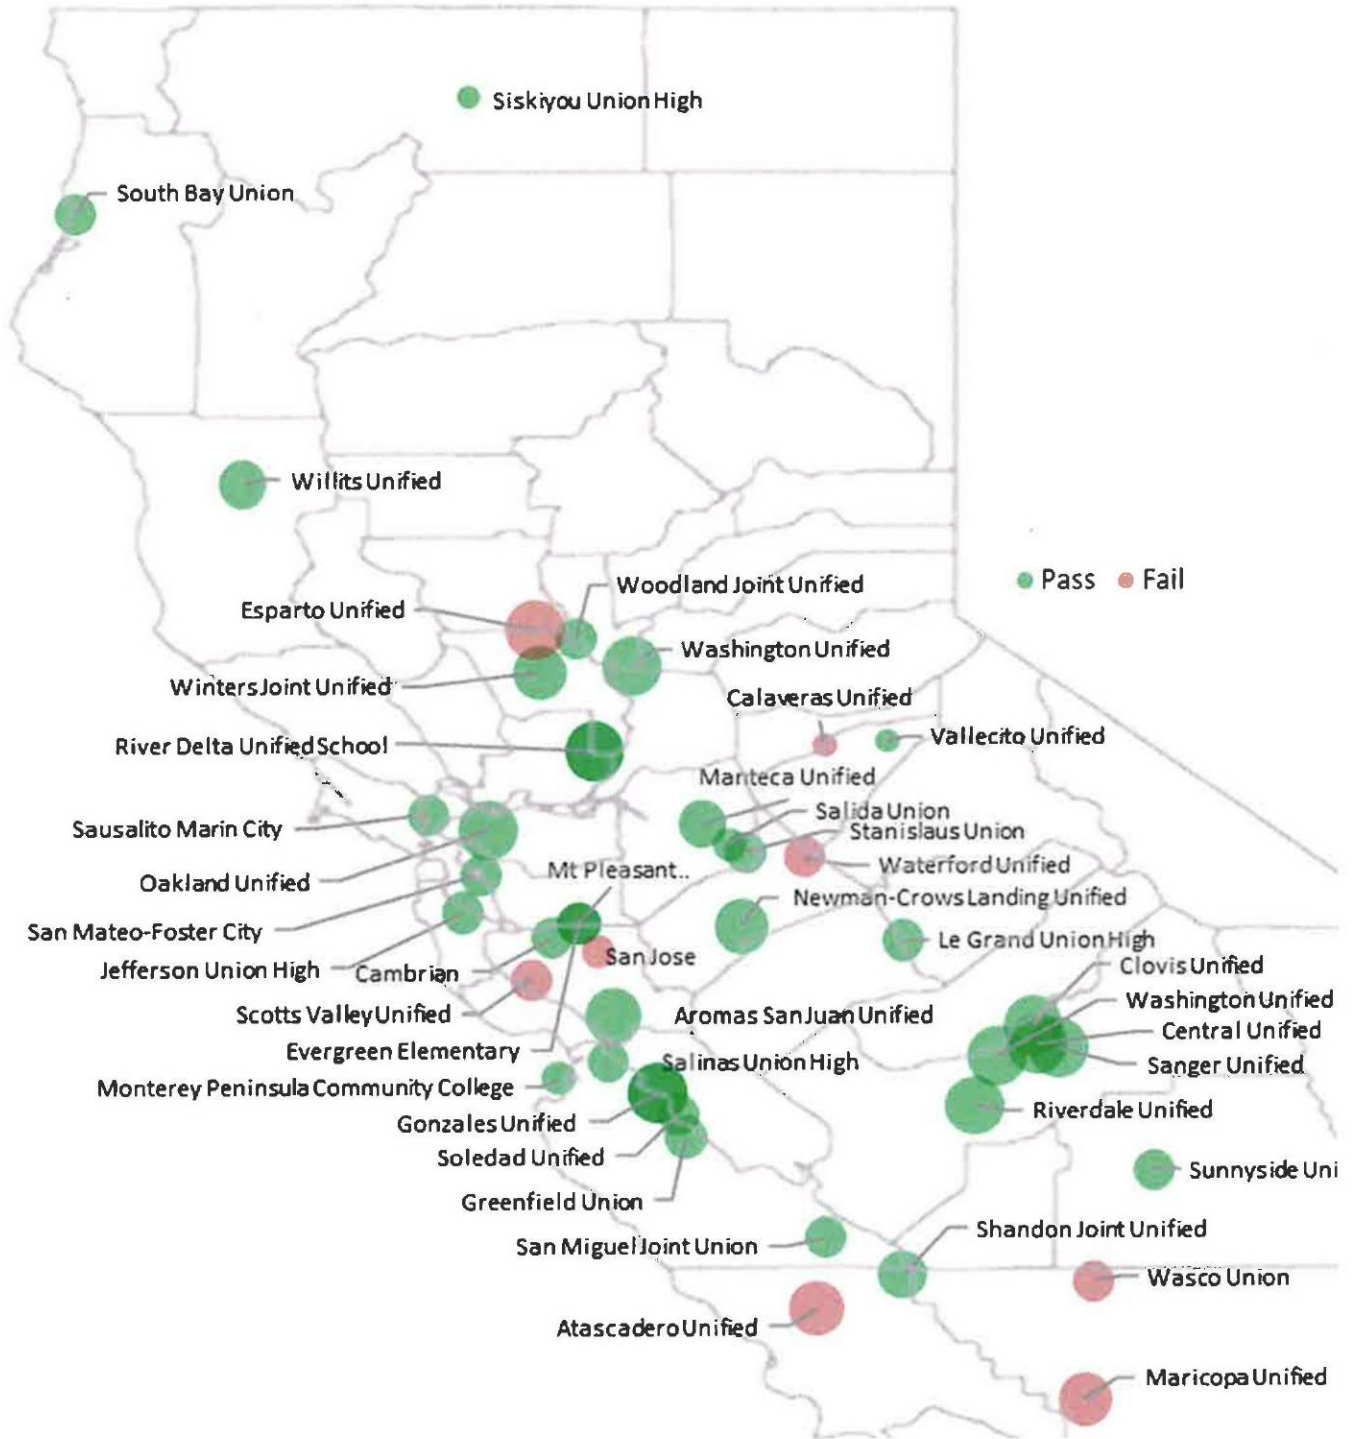 Siskiyou Union High
South Bay Union
Willits Unified
Pass
Fail
Woodland Joint Unified
Esparto Unified
Washington Unified
Winters Joint Unified
Calaveras Unified
River Delta Unified School
Vallecito Unified
Manteca Unified
Salida Union
Sausalito Marin City
Stanislaus Union
Waterford Unified
Mt Pleasant..
Oakland Unified
Newman-Crows Landing Unified
San Mateo-Foster City
Le Grand Union High
San Jose
Jefferson Union High
Cambrian
Clovis Unified
Washington Unified
Scotts Valley Unified
Aromas San Juan Unified
Central Unified
Evergreen Elementary
Salinas Union High
Sanger Unified
Monterey Peninsula Community College
Riverdale Unified
Gonzales Unified
Soledad Unified
Sunnyside Uni
Greenfield Union
Shandon Joint Unified
San Miguel Joint Union
Wasco Union
Atascadero Unified
Maricopa Unified